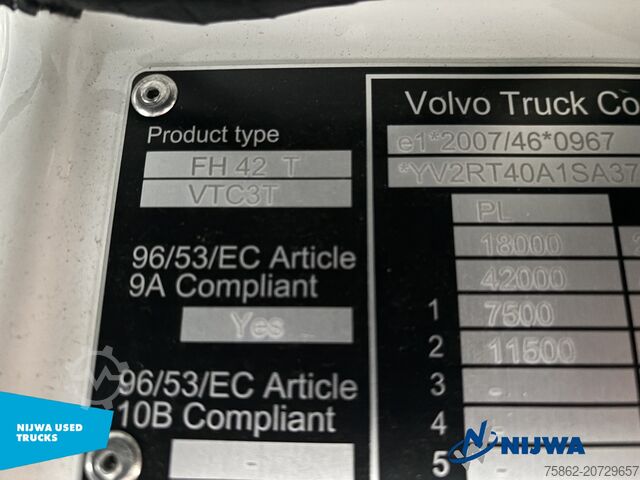 Volvo Truck Co
Product type
FH 42 T
VTC3T
e1*2007/46*0967
*YV2RT40A1SA37
96/53/EC Article
9A Compliant
Yes
96/53/EC Article
10B Compliant
-
PL
18000
42000
1 7500
2 11500
3 -
4 -
5 -
NIJWA USED
TRUCKS
NIJWA
75862-20729657